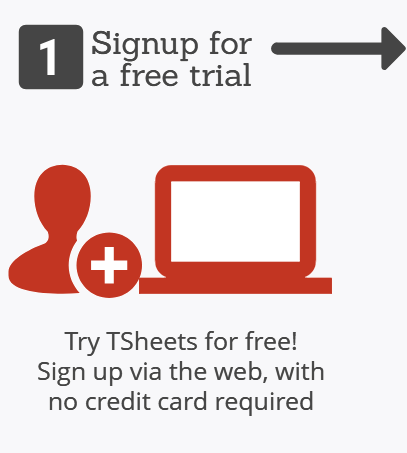 1
Signup for
a free trial
Try TSheets for free!
Sign up via the web, with
no credit card required